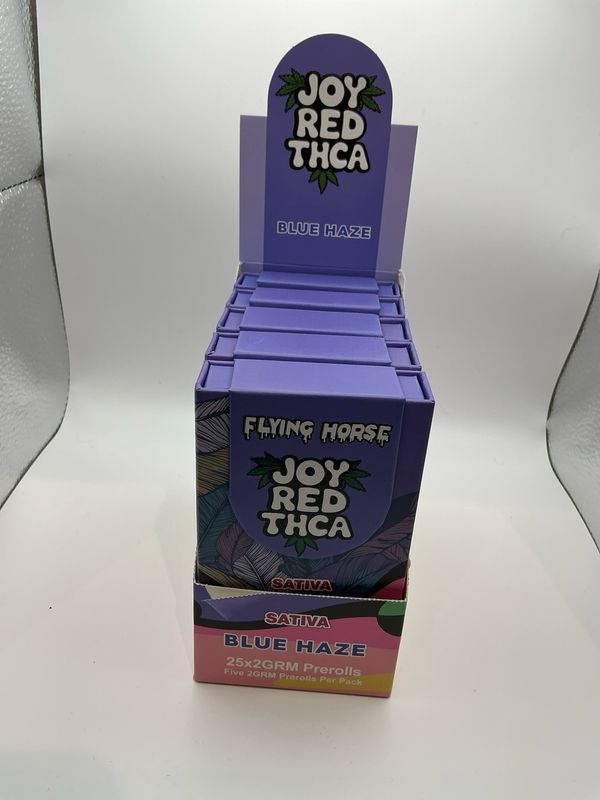 JOY
RED
THCA
BLUE HAZE
FLYING HORSE
JOY
RED
THCA
SATIVA
SATIVA
BLUE HAZE
25x2GRM Prerolls
Five 2GRM Prerolls Per Pack